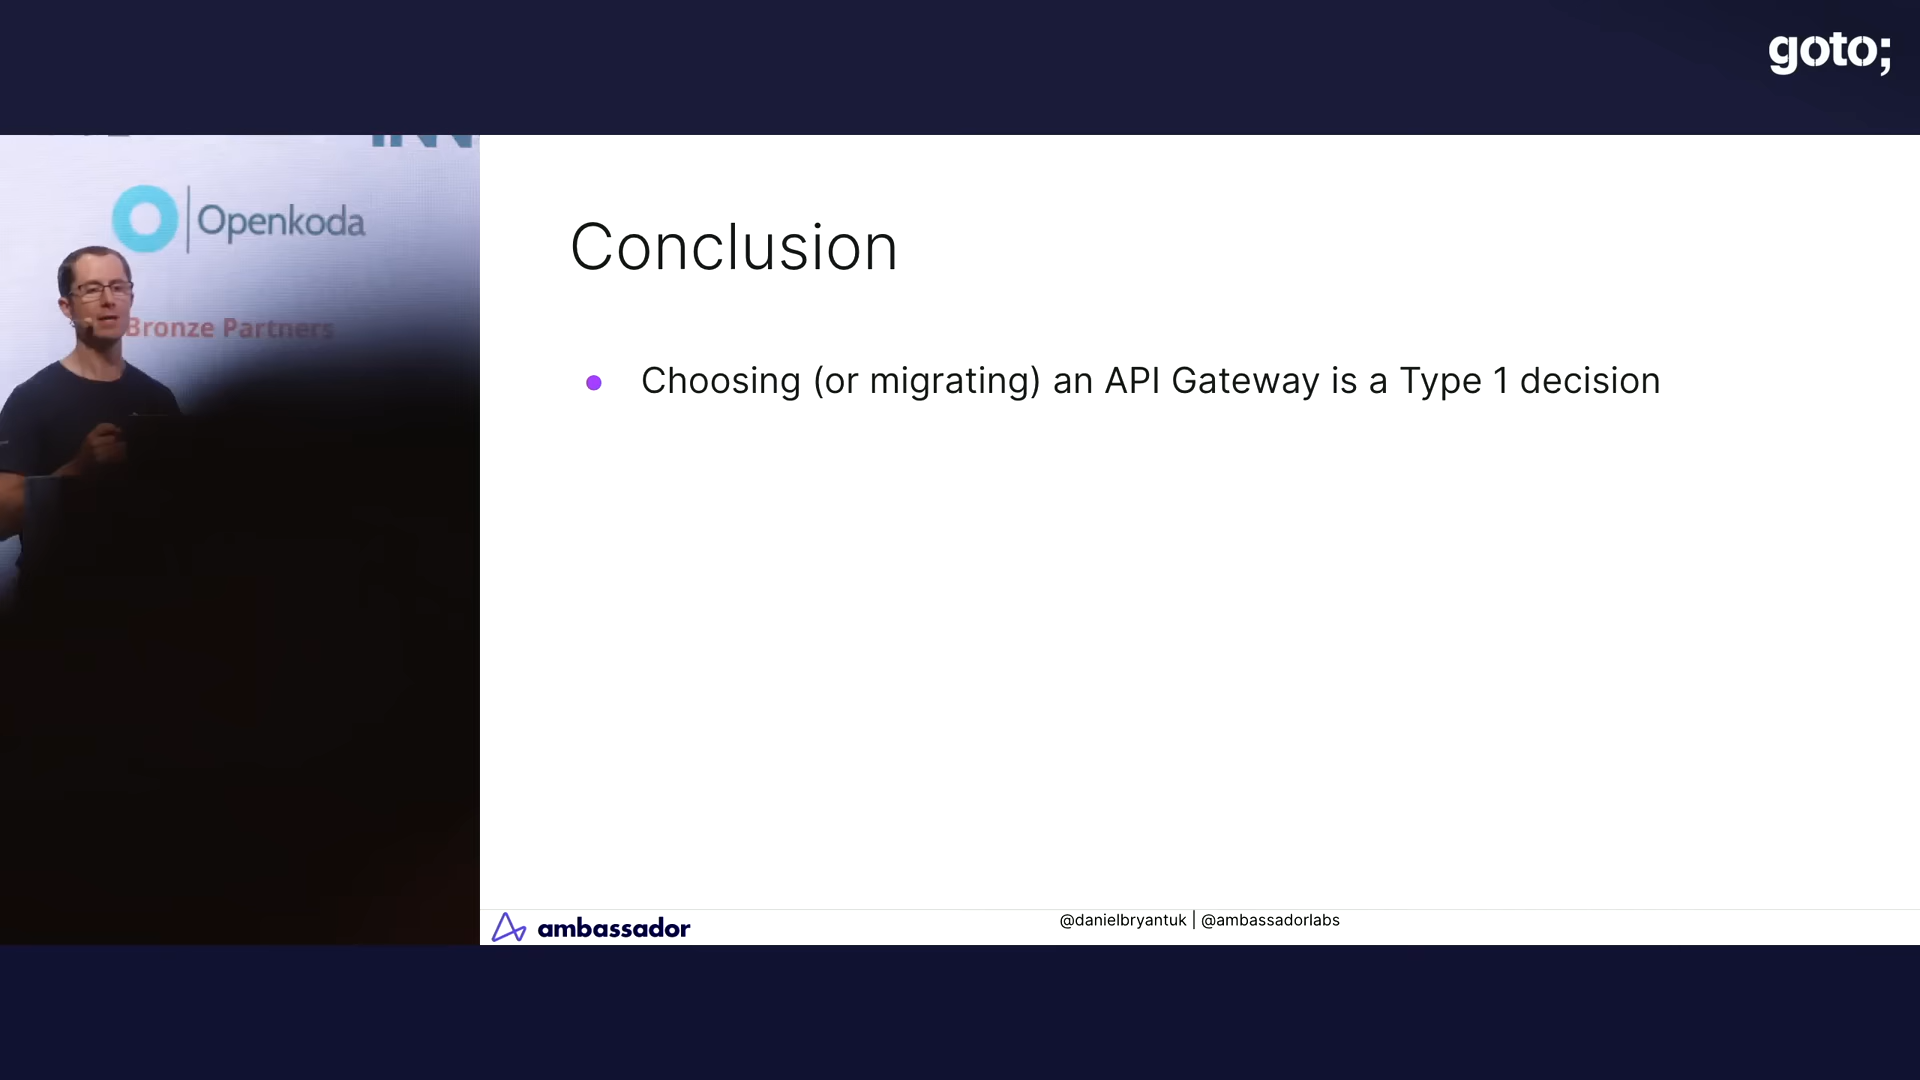 goto;
Openkoda
Bronze Partners
Conclusion
Choosing (or migrating) an API Gateway is a Type 1 decision
ambassador
@danielbryantuk | @ambassadorlabs